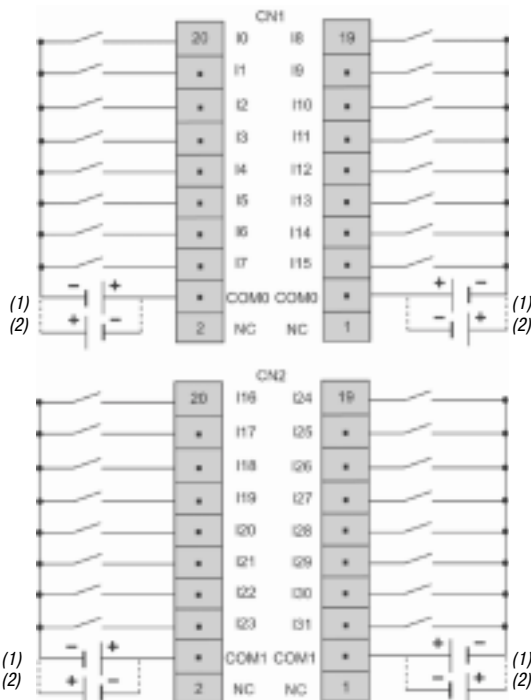 CN1
20 I0 I8 19
I1 I9
I2 I10
I3 I11
I4 I12
I5 I13
I6 I14
I7 I15
(1) - + COM0 COM0 + - (1)
(2) + - 2 NC NC 1 - + (2)
CN2
20 I16 I24 19
I17 I25
I18 I26
I19 I27
I20 I28
I21 I29
I22 I30
I23 I31
(1) - + COM1 COM1 + - (1)
(2) + - 2 NC NC 1 - + (2)